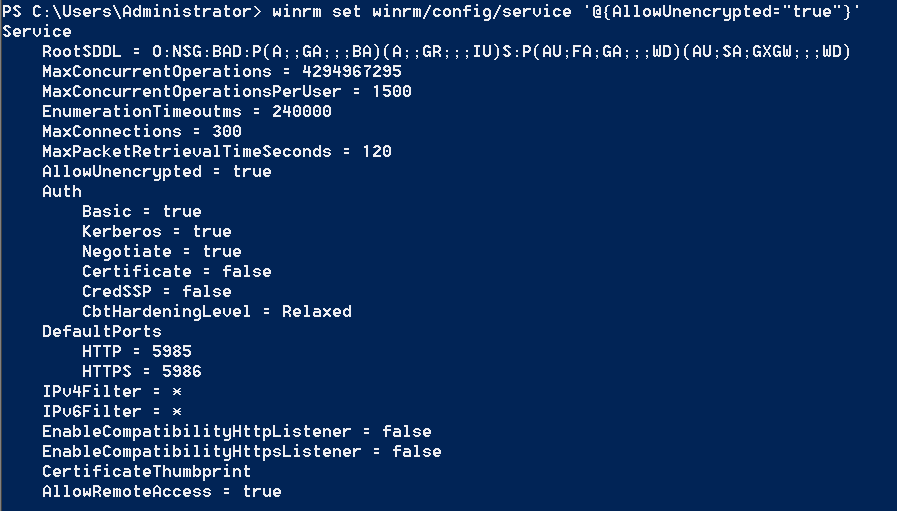 PS C:\Users\Administrator> winrm set winrm/config/service '@{AllowUnencrypted="true"}'
Service
    RootSDDL = O:NSG:BAD:P(A;;GA;;;BA)(A;;GR;;;IU)S:P(AU;FA;GA;;;WD)(AU;SA;GXGW;;;WD)
    MaxConcurrentOperations = 4294967295
    MaxConcurrentOperationsPerUser = 1500
    EnumerationTimeoutms = 240000
    MaxConnections = 300
    MaxPacketRetrievalTimeSeconds = 120
    AllowUnencrypted = true
    Auth
        Basic = true
        Kerberos = true
        Negotiate = true
        Certificate = false
        CredSSP = false
        CbtHardeningLevel = Relaxed
    DefaultPorts
        HTTP = 5985
        HTTPS = 5986
    IPv4Filter = *
    IPv6Filter = *
    EnableCompatibilityHttpListener = false
    EnableCompatibilityHttpsListener = false
    CertificateThumbprint
    AllowRemoteAccess = true